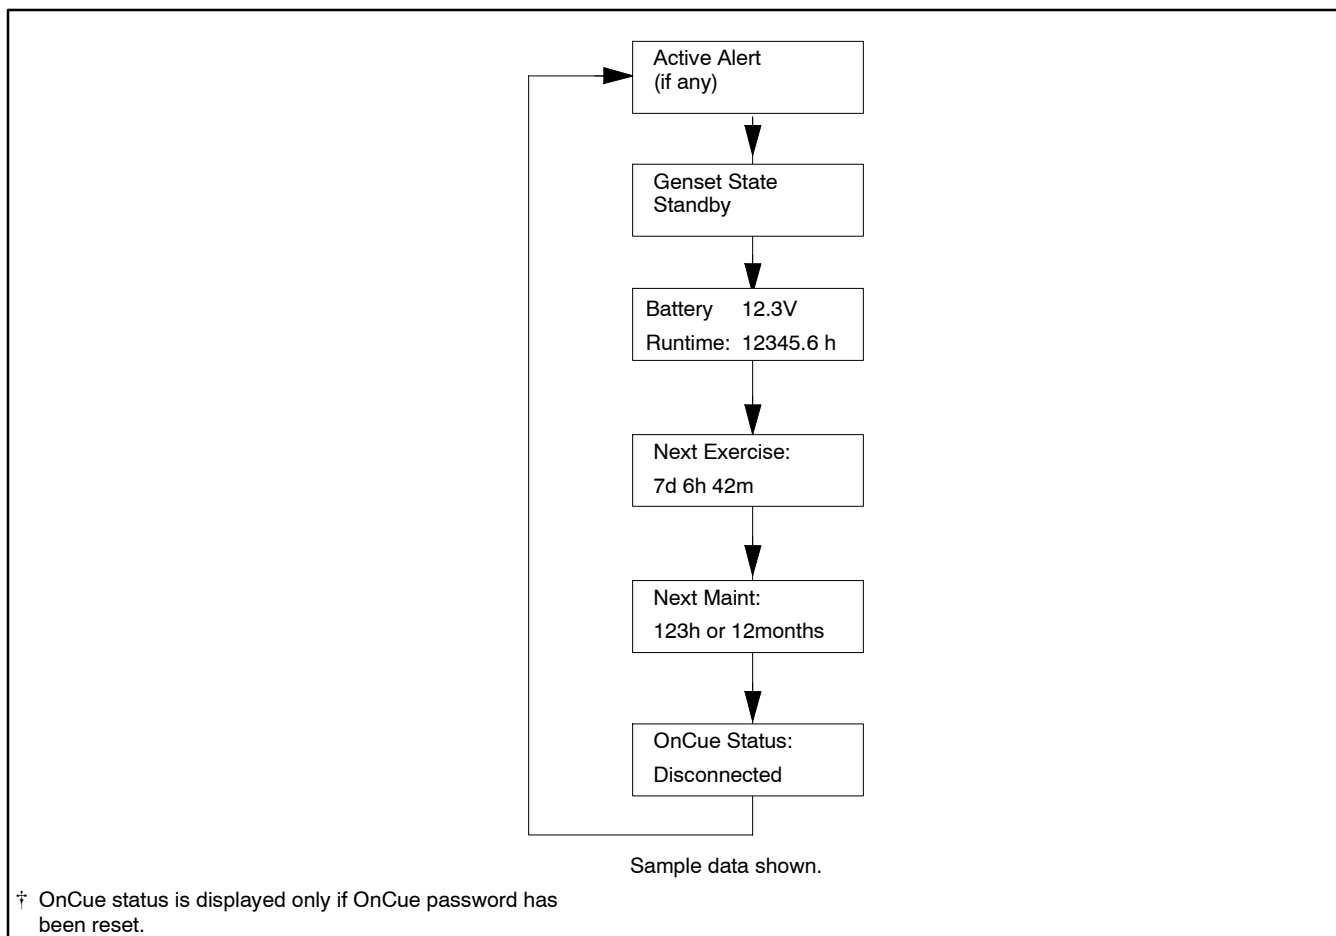 Active Alert
(if any)
Genset State
Standby
Battery 12.3V
Runtime: 12345.6 h
Next Exercise:
7d 6h 42m
Next Maint:
123h or 12months
OnCue Status:
Disconnected
Sample data shown.
† OnCue status is displayed only if OnCue password has
been reset.